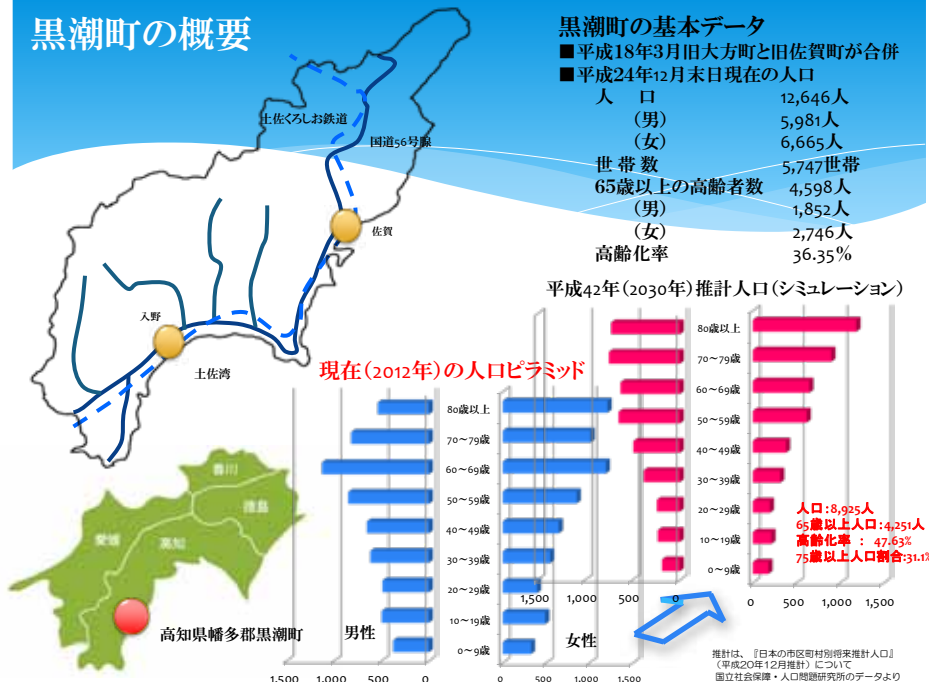 黒潮町の概要
黒潮町の基本データ
■平成18年3月旧大方町と旧佐賀町が合併
■平成24年12月末日現在の人口
人　口　12,646人
(男)　5,981人
(女)　6,665人
世帯数　5,747世帯
65歳以上の高齢者数　4,598人
(男)　1,852人
(女)　2,746人
高齢化率　36.35%
土佐くろしお鉄道
国道56号線
佐賀
入野
土佐湾
平成42年(2030年)推計人口(シミュレーション)
80歳以上
70～79歳
60～69歳
50～59歳
40～49歳
30～39歳
20～29歳
10～19歳
0～9歳
1,500 1,000 500 0
0 500 1,000 1,500
人口:8,925人
65歳以上人口:4,251人
高齢化率 : 47.63%
75歳以上人口割合:31.1%
現在(2012年)の人口ピラミッド
80歳以上
70～79歳
60～69歳
50～59歳
40～49歳
30～39歳
20～29歳
10～19歳
0～9歳
男性
女性
1,500 1,000 500 0
0 500 1,000 1,500
香川
徳島
愛媛
高知
高知県幡多郡黒潮町
推計は、『日本の市区町村別将来推計人口』
(平成20年12月推計)について
国立社会保障・人口問題研究所のデータより